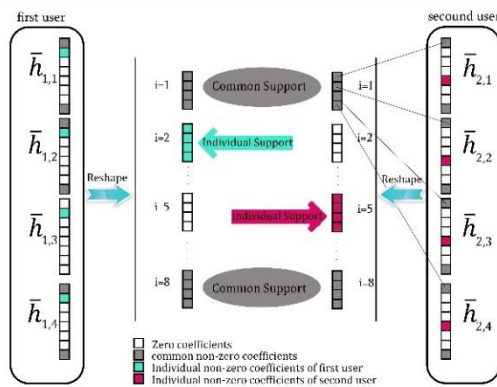 first user
secound user
h̄1,1
h̄1,2
h̄1,3
h̄1,4
Reshape
i=1
Common Support
i=1
i=2
Individual Support
i=2
i=5
Individual Support
i=5
i=8
Common Support
i=8
Reshape
h̄2,1
h̄2,2
h̄2,3
h̄2,4
Zero coefficients
common non-zero coefficients
Individual non-zero coefficients of first user
Individual non-zero coefficients of second user